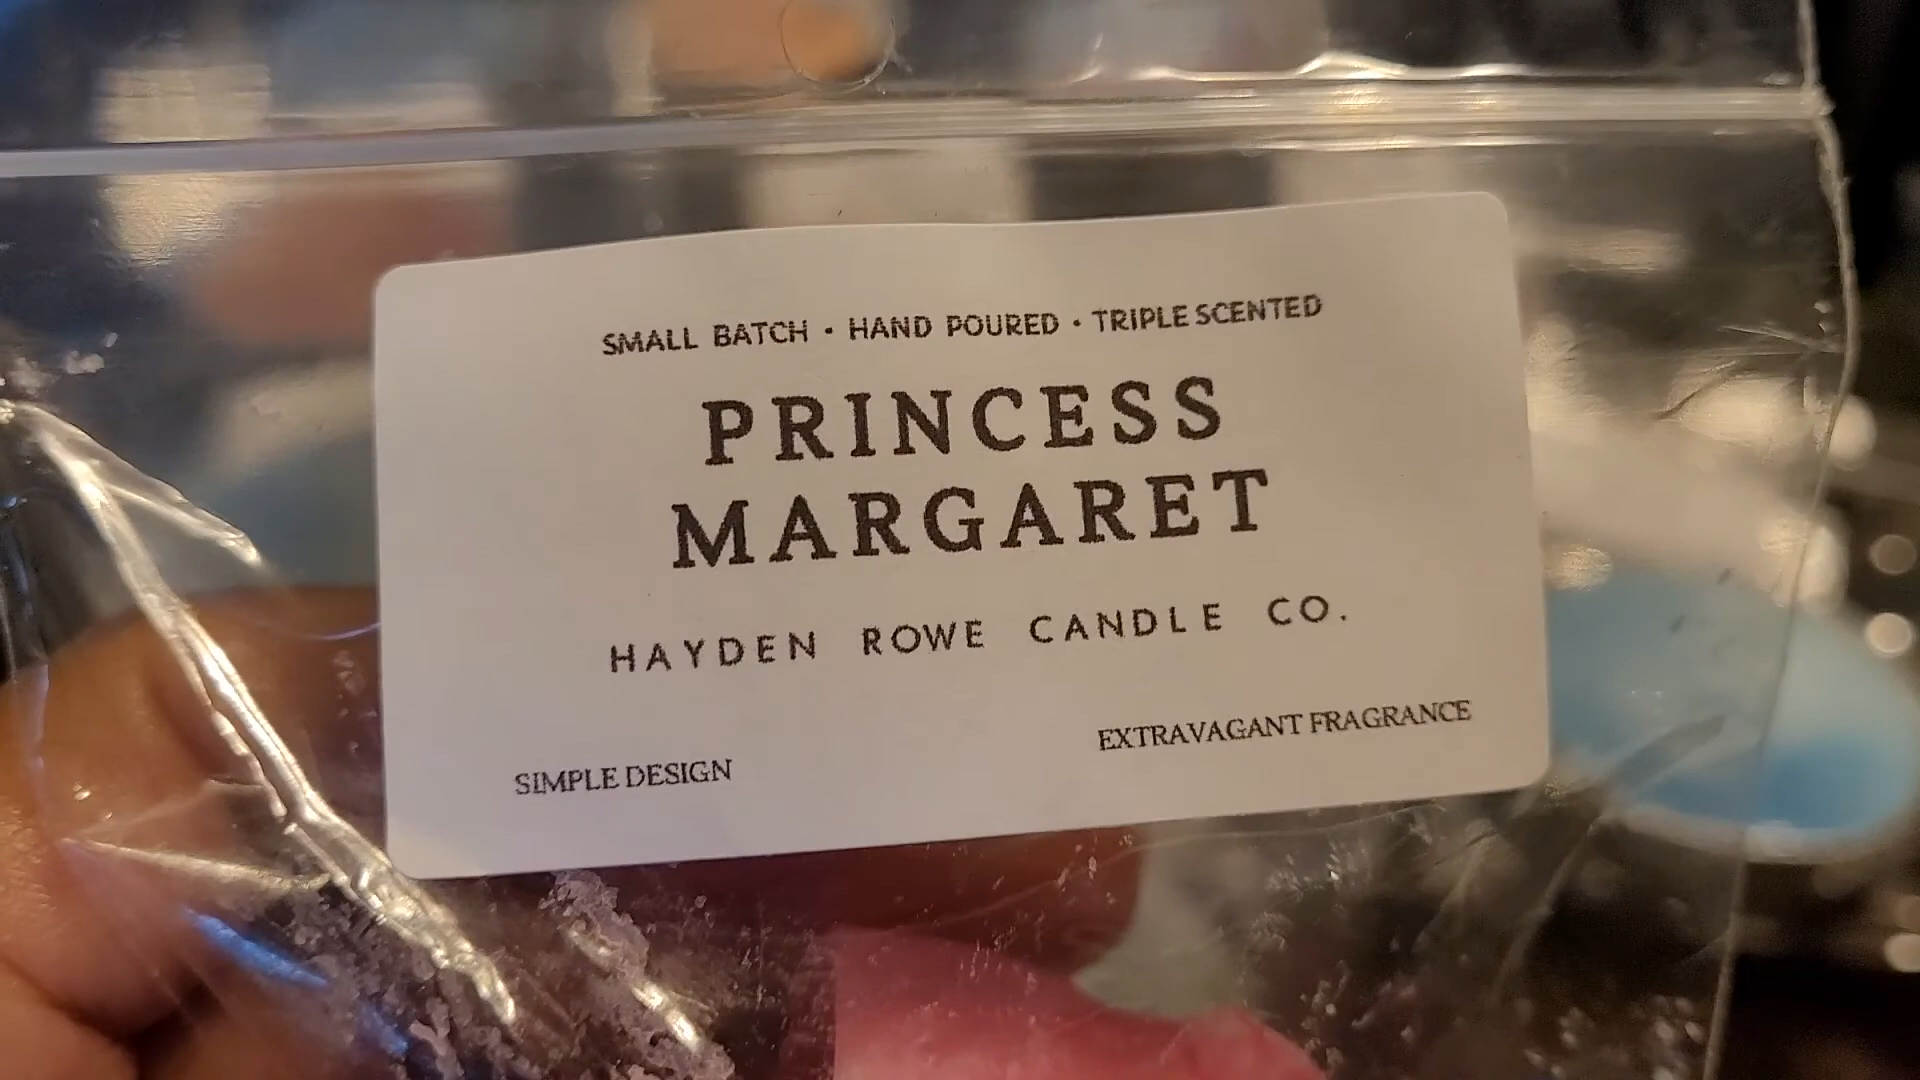 SMALL BATCH • HAND POURED • TRIPLE SCENTED
PRINCESS
MARGARET
HAYDEN ROWE CANDLE CO.
SIMPLE DESIGN
EXTRAVAGANT FRAGRANCE